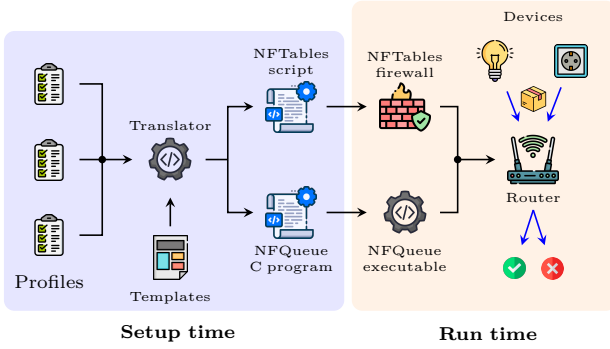 Devices
NFTables
script
NFTables
firewall
Translator
Router
Profiles
NFQueue
C program
NFQueue
executable
Templates
Setup time
Run time